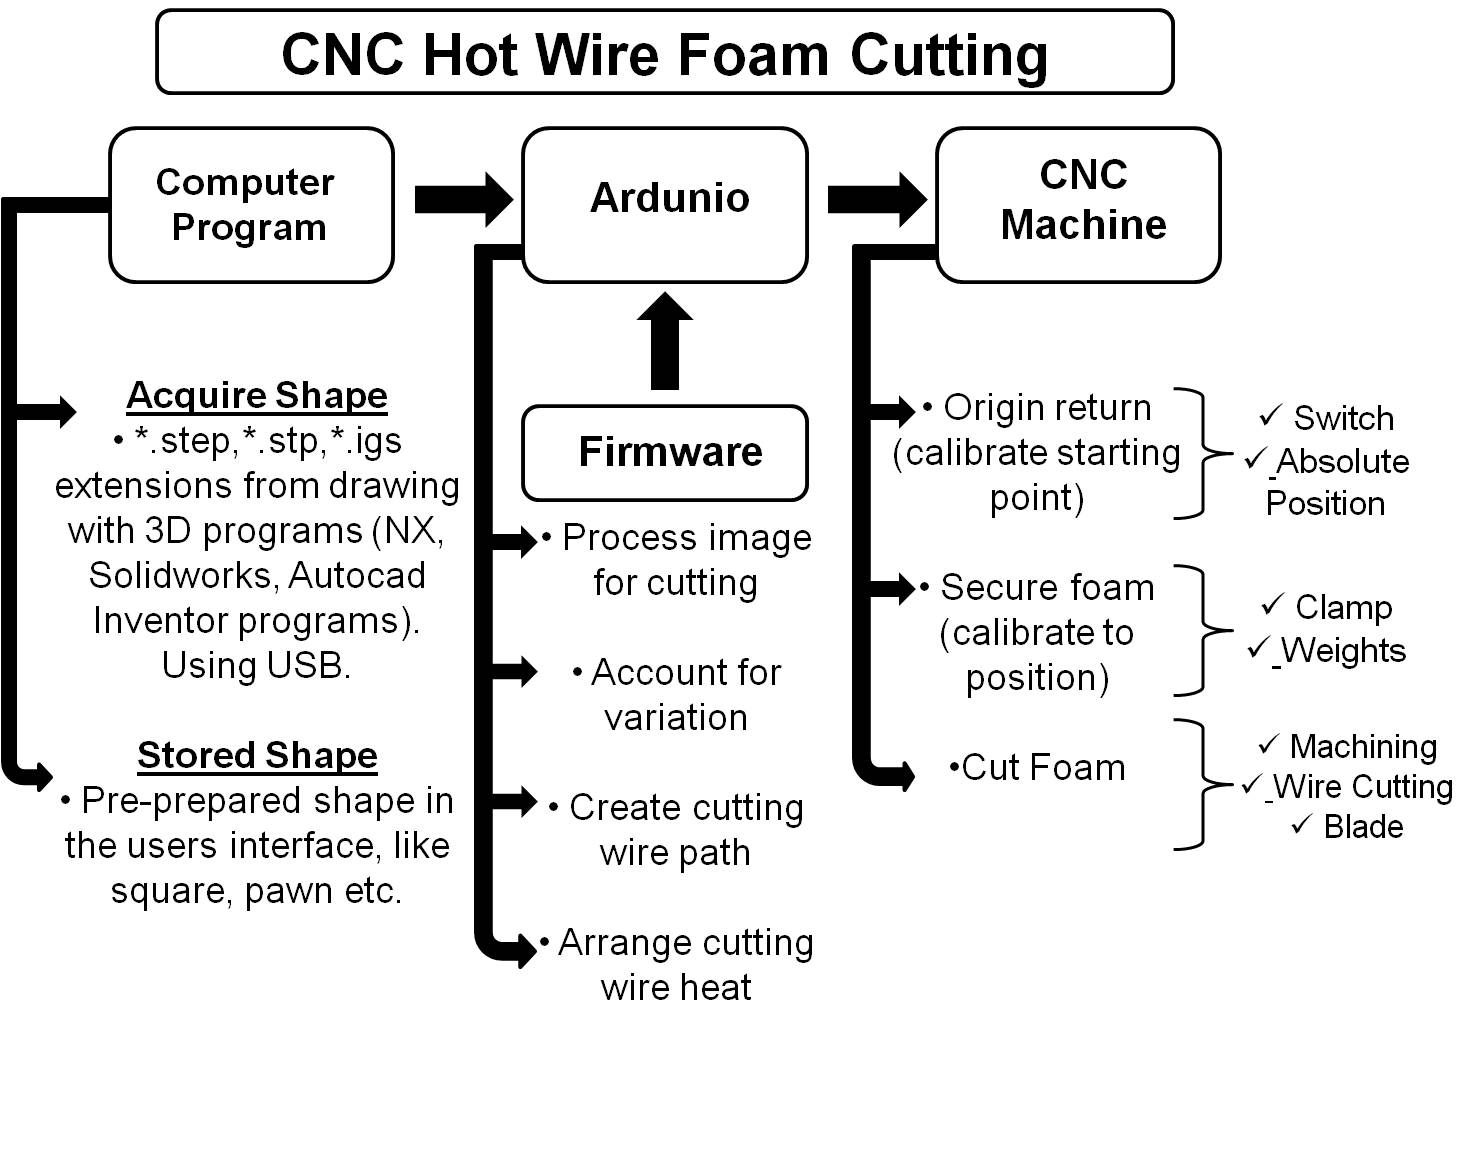 CNC Hot Wire Foam Cutting
Computer
Program
Ardunio
CNC
Machine
Acquire Shape
• *.step,*.stp,*.igs
extensions from drawing
with 3D programs (NX,
Solidworks, Autocad
Inventor programs).
Using USB.
Stored Shape
• Pre-prepared shape in
the users interface, like
square, pawn etc.
Firmware
• Process image
for cutting
• Account for
variation
• Create cutting
wire path
• Arrange cutting
wire heat
• Origin return
(calibrate starting
point)
✓ Switch
✓ Absolute
Position
• Secure foam
(calibrate to
position)
✓ Clamp
✓ Weights
•Cut Foam
✓ Machining
✓ Wire Cutting
✓ Blade